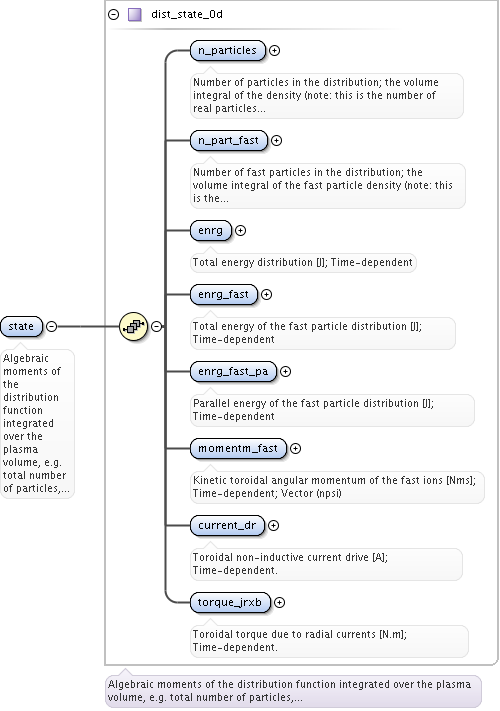 dist_state_0d
n_particles
Number of particles in the distribution; the volume
integral of the density (note: this is the number of
real particles...
n_part_fast
Number of fast particles in the distribution; the
volume integral of the fast particle density (note: this
is the...
enrg
Total energy distribution [J]; Time-dependent
enrg_fast
Total energy of the fast particle distribution [J];
Time-dependent
state
Algebraic
moments of
the
distribution
function
integrated
over the
plasma
volume, e.g.
total number
of particles,...
enrg_fast_pa
Parallel energy of the fast particle distribution [J];
Time-dependent
momentm_fast
Kinetic toroidal angular momentum of the fast ions [Nms];
Time-dependent; Vector (npsi)
current_dr
Toroidal non-inductive current drive [A];
Time-dependent.
torque_jrxb
Toroidal torque due to radial currents [N.m];
Time-dependent.
Algebraic moments of the distribution function integrated over the plasma
volume, e.g. total number of particles,...